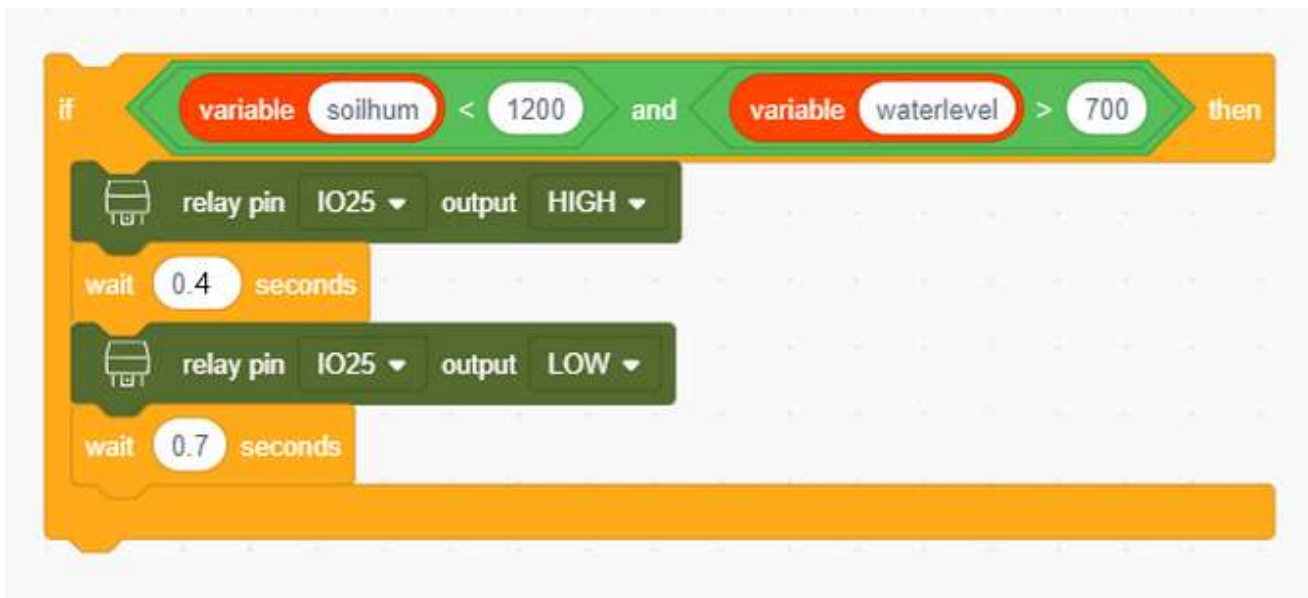 if variable soilhum < 1200 and variable waterlevel > 700 then
relay pin IO25 output HIGH
wait 0.4 seconds
relay pin IO25 output LOW
wait 0.7 seconds